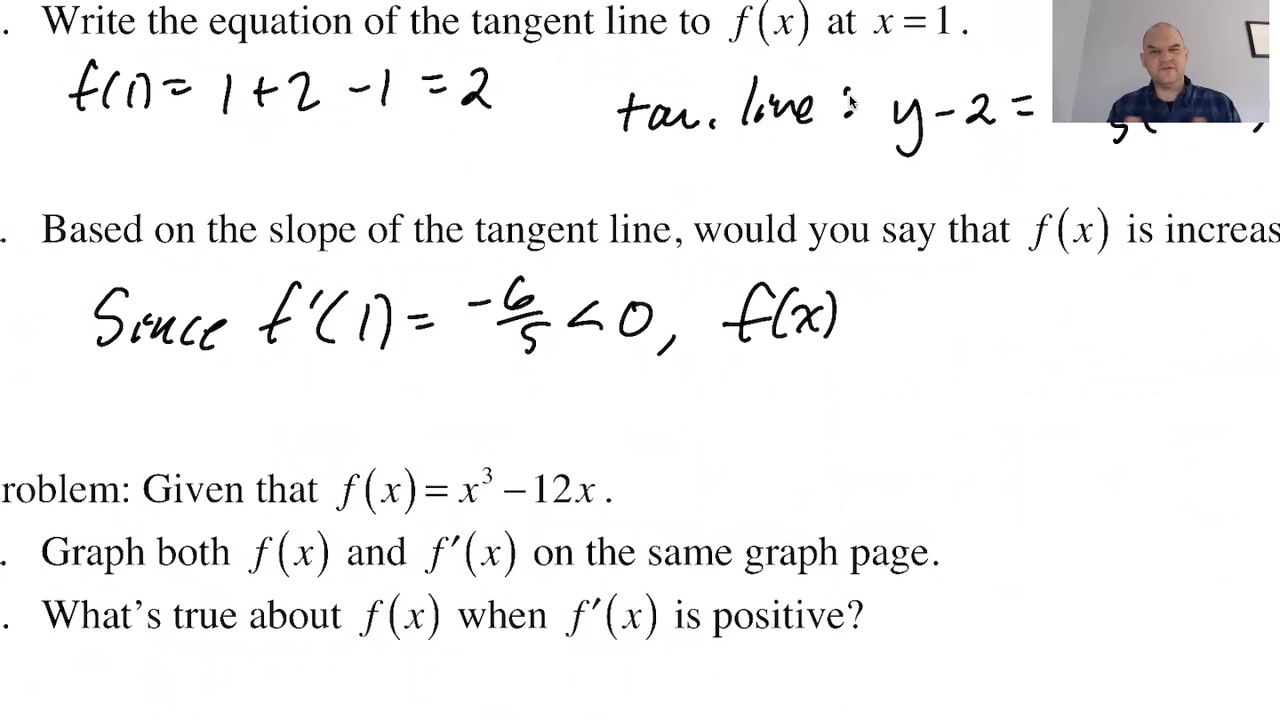 . Write the equation of the tangent line to f(x) at x = 1.
f(1) = 1 + 2 - 1 = 2
tan. line : y - 2 =
. Based on the slope of the tangent line, would you say that f(x) is increas
Since f'(1) = -6/5 < 0, f(x)
roblem: Given that f(x) = x³ − 12x.
. Graph both f(x) and f′(x) on the same graph page.
. What's true about f(x) when f′(x) is positive?